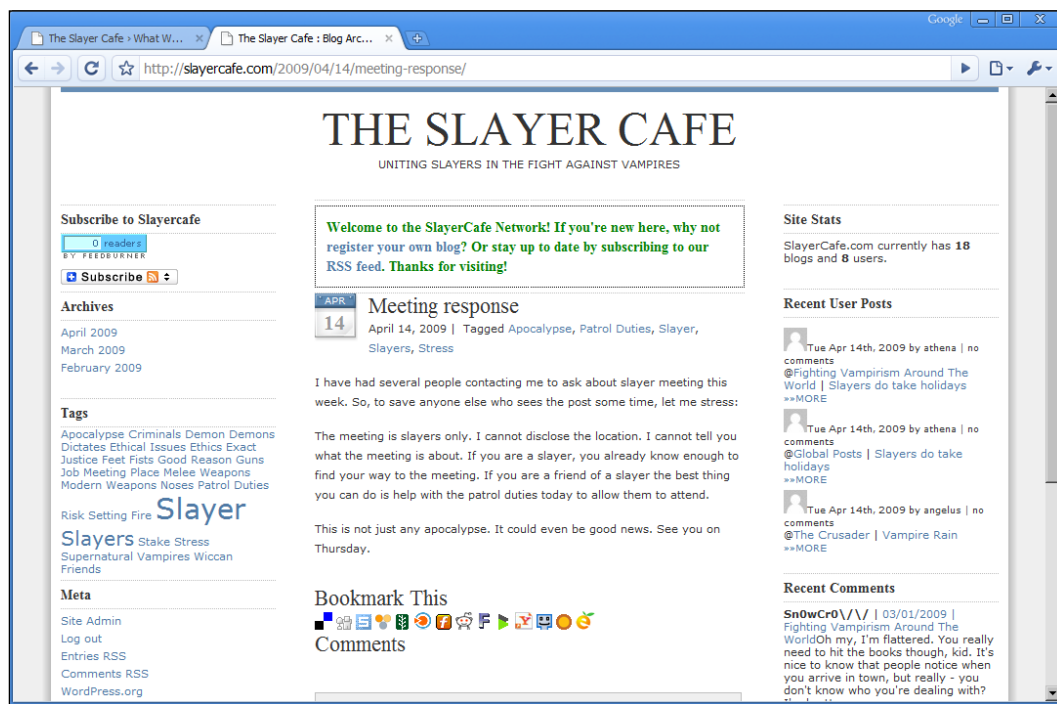 Google
The Slayer Cafe › What W...
The Slayer Cafe : Blog Arc...
http://slayercafe.com/2009/04/14/meeting-response/
THE SLAYER CAFE
UNITING SLAYERS IN THE FIGHT AGAINST VAMPIRES
Subscribe to Slayercafe
0 readers
BY FEEDBURNER
Subscribe
Archives
April 2009
March 2009
February 2009
Tags
Apocalypse Criminals Demon Demons
Dictates Ethical Issues Ethics Exact
Justice Feet Fists Good Reason Guns
Job Meeting Place Melee Weapons
Modern Weapons Noses Patrol Duties
Risk Setting Fire Slayer
Slayers Stake Stress
Supernatural Vampires Wiccan
Friends
Meta
Site Admin
Log out
Entries RSS
Comments RSS
WordPress.org
Welcome to the SlayerCafe Network! If you're new here, why not
register your own blog? Or stay up to date by subscribing to our
RSS feed. Thanks for visiting!
APR
14
Meeting response
April 14, 2009 | Tagged Apocalypse, Patrol Duties, Slayer,
Slayers, Stress
I have had several people contacting me to ask about slayer meeting this
week. So, to save anyone else who sees the post some time, let me stress:
The meeting is slayers only. I cannot disclose the location. I cannot tell you
what the meeting is about. If you are a slayer, you already know enough to
find your way to the meeting. If you are a friend of a slayer the best thing
you can do is help with the patrol duties today to allow them to attend.
This is not just any apocalypse. It could even be good news. See you on
Thursday.
Bookmark This
Comments
Site Stats
SlayerCafe.com currently has 18
blogs and 8 users.
Recent User Posts
Tue Apr 14th, 2009 by athena | no
comments
@Fighting Vampirism Around The
World | Slayers do take holidays
»»MORE
Tue Apr 14th, 2009 by athena | no
comments
@Global Posts | Slayers do take
holidays
»»MORE
Tue Apr 14th, 2009 by angelus | no
comments
@The Crusader | Vampire Rain
»»MORE
Recent Comments
Sn0wCr0\/\/ | 03/01/2009 |
Fighting Vampirism Around The
WorldOh my, I'm flattered. You really
need to hit the books though, kid. It's
nice to know that people notice when
you arrive in town, but really - you
don't know who you're dealing with?